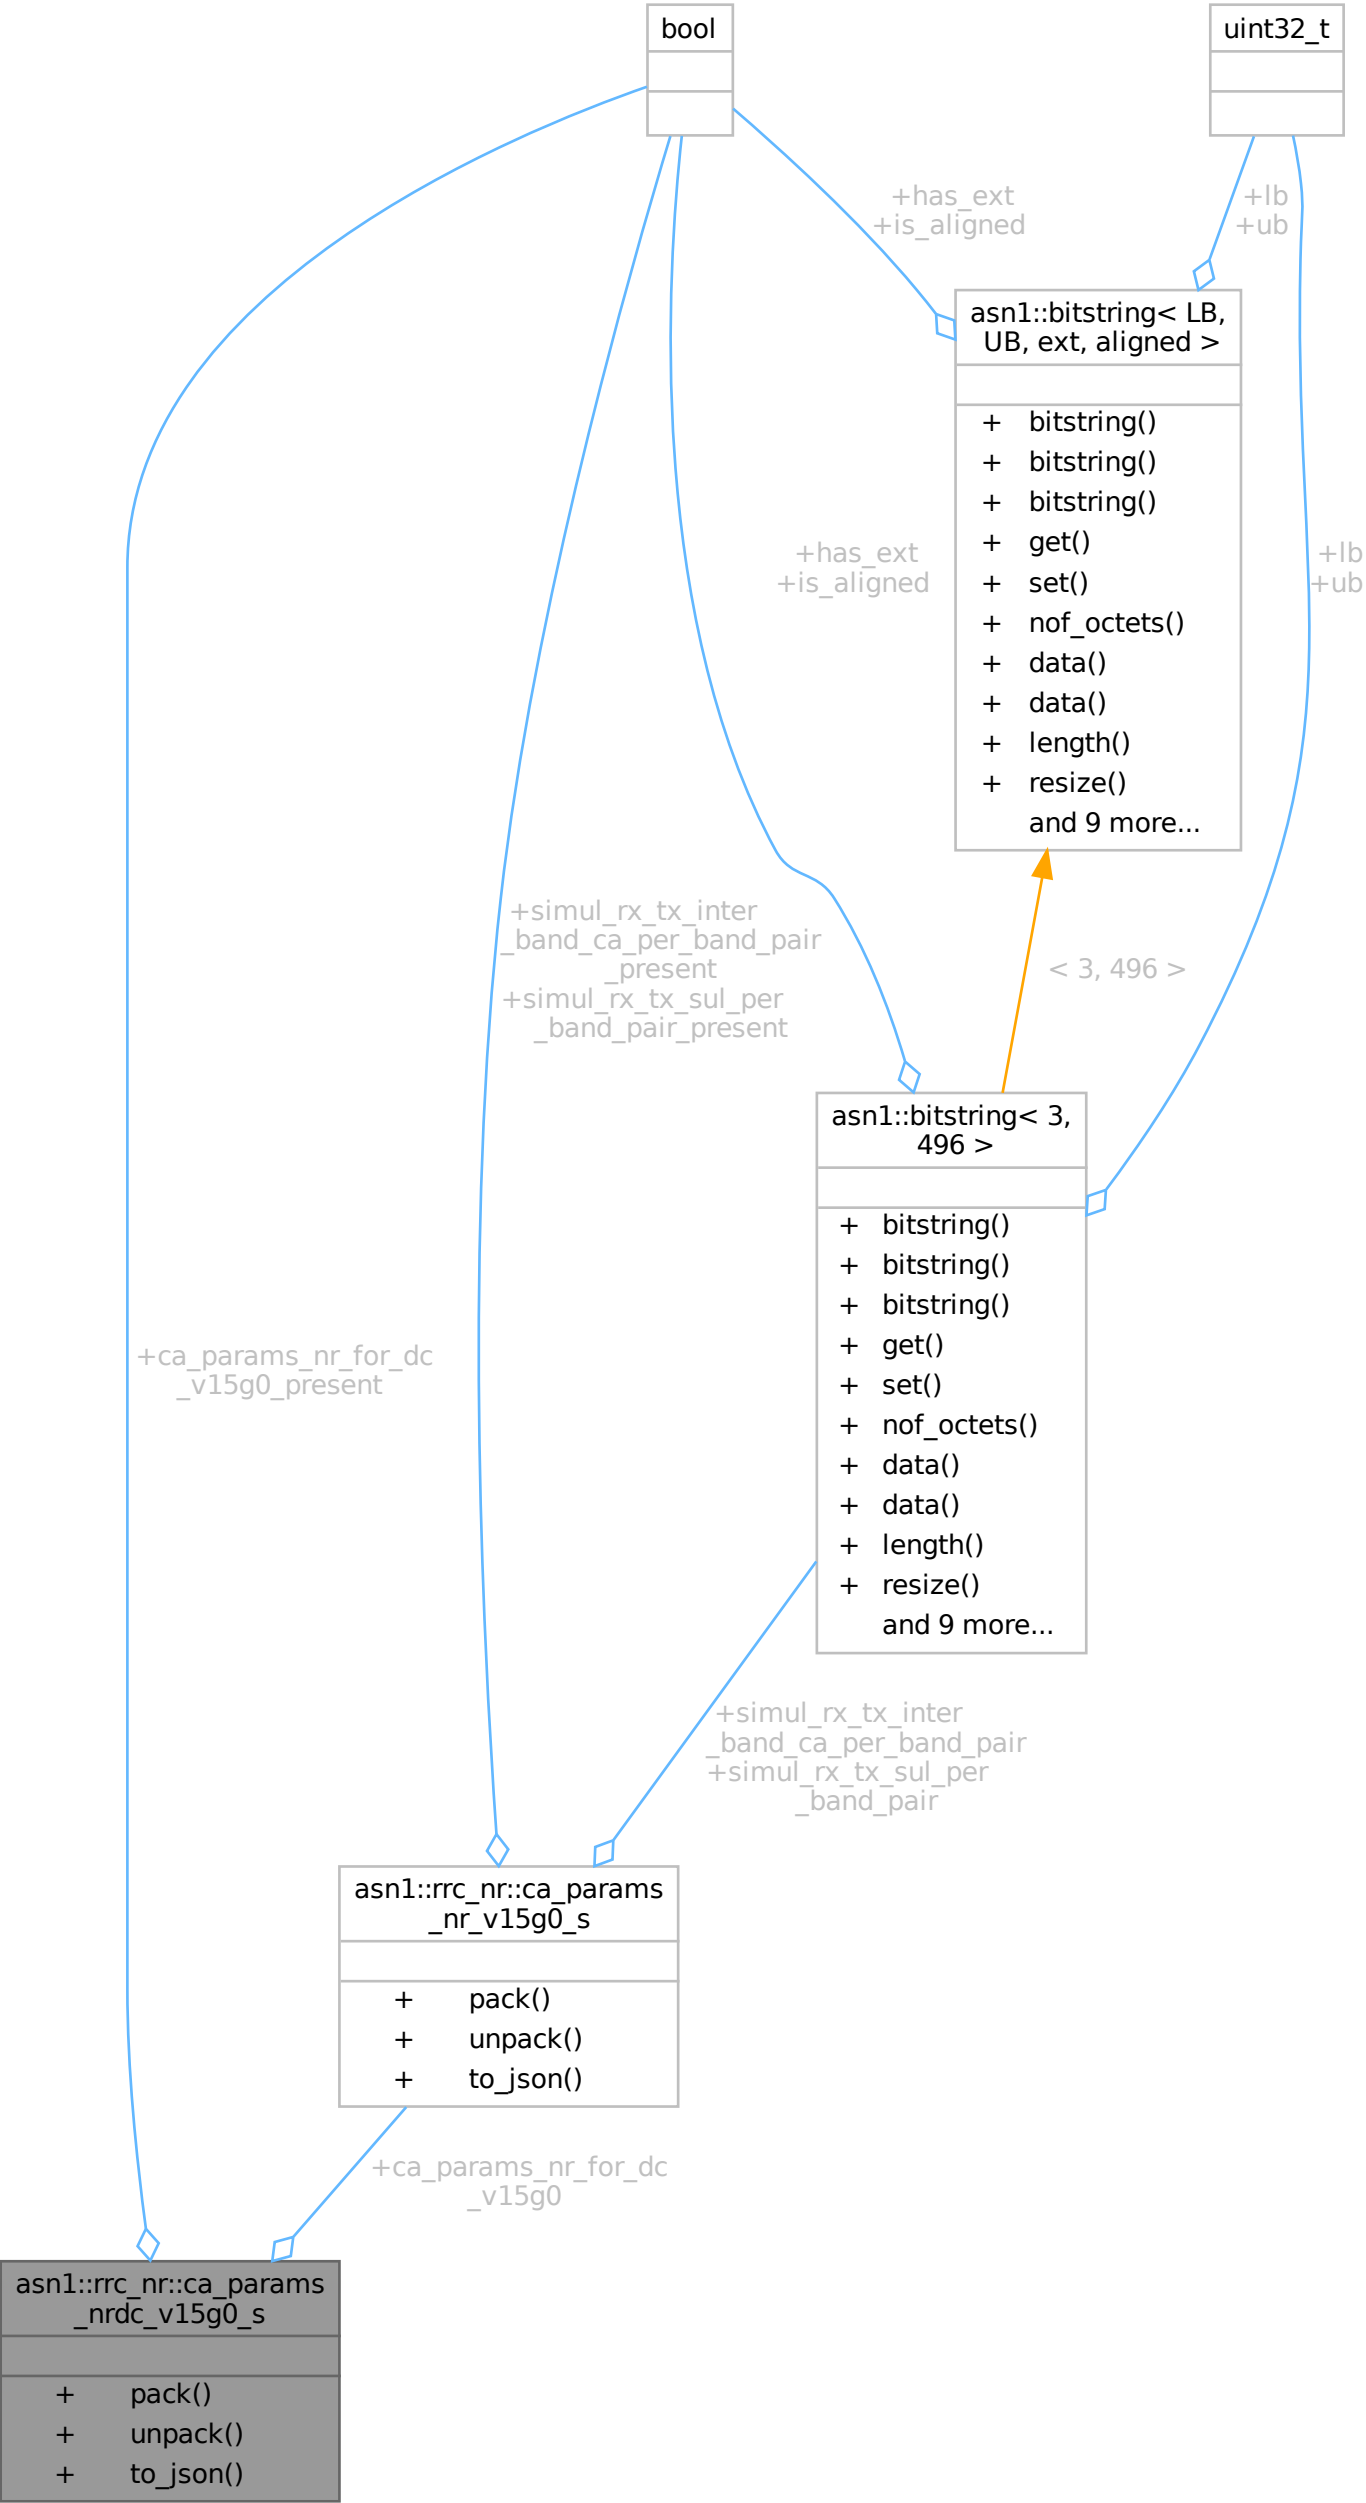 bool
uint32_t
+has_ext
+is_aligned
+lb
+ub
asn1::bitstring< LB,
UB, ext, aligned >
+ bitstring()
+ bitstring()
+ bitstring()
+ get()
+ set()
+ nof_octets()
+ data()
+ data()
+ length()
+ resize()
and 9 more...
+has_ext
+is_aligned
+lb
+ub
+simul_rx_tx_inter
_band_ca_per_band_pair
_present
+simul_rx_tx_sul_per
_band_pair_present
< 3, 496 >
asn1::bitstring< 3,
496 >
+ bitstring()
+ bitstring()
+ bitstring()
+ get()
+ set()
+ nof_octets()
+ data()
+ data()
+ length()
+ resize()
and 9 more...
+ca_params_nr_for_dc
_v15g0_present
+simul_rx_tx_inter
_band_ca_per_band_pair
+simul_rx_tx_sul_per
_band_pair
asn1::rrc_nr::ca_params
_nr_v15g0_s
+ pack()
+ unpack()
+ to_json()
+ca_params_nr_for_dc
_v15g0
asn1::rrc_nr::ca_params
_nrdc_v15g0_s
+ pack()
+ unpack()
+ to_json()